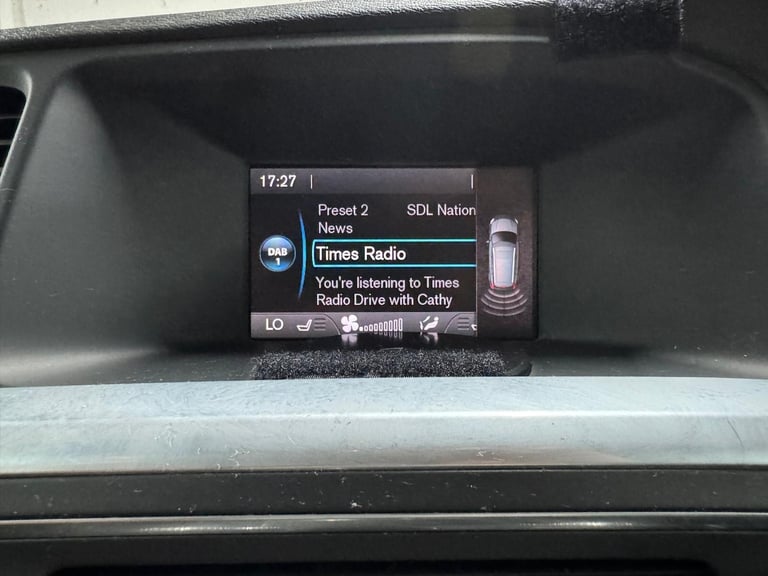 17:27
Preset 2 SDL Nation
News
DAB
1
Times Radio
You're listening to Times
Radio Drive with Cathy
LO